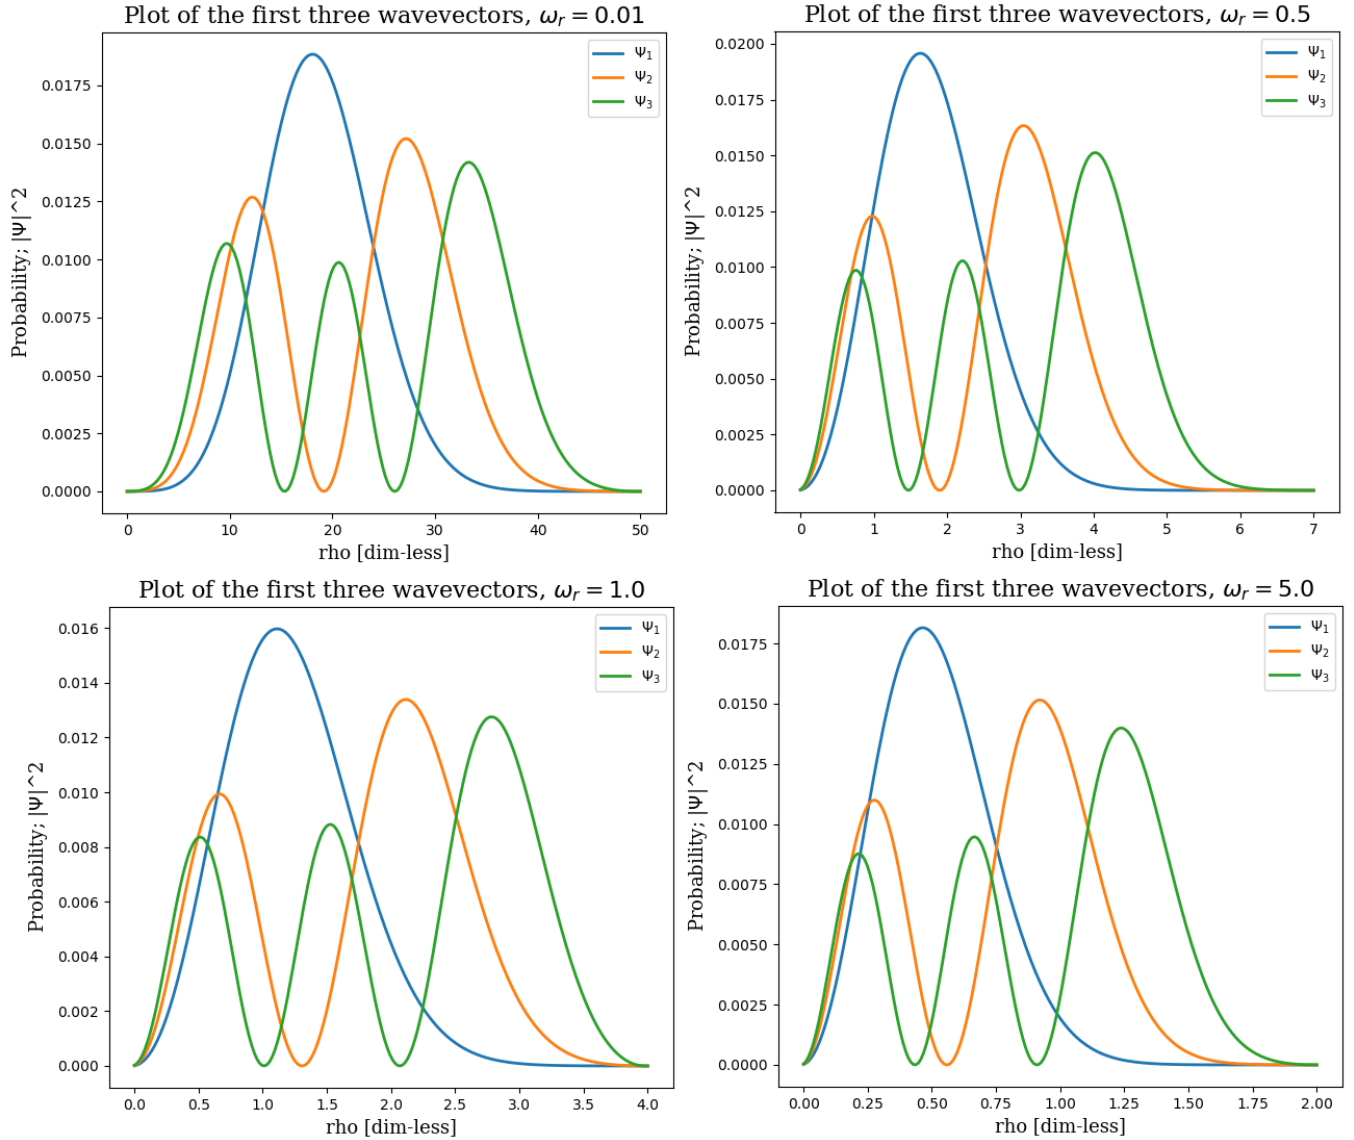 Plot of the first three wavevectors, ω_r = 0.01
Ψ₁
Ψ₂
Ψ₃
Probability; |Ψ|^2
0.0175
0.0150
0.0125
0.0100
0.0075
0.0050
0.0025
0.0000
0 10 20 30 40 50
rho [dim-less]
Plot of the first three wavevectors, ω_r = 0.5
Ψ₁
Ψ₂
Ψ₃
Probability; |Ψ|^2
0.0200
0.0175
0.0150
0.0125
0.0100
0.0075
0.0050
0.0025
0.0000
0 1 2 3 4 5 6 7
rho [dim-less]
Plot of the first three wavevectors, ω_r = 1.0
Ψ₁
Ψ₂
Ψ₃
Probability; |Ψ|^2
0.016
0.014
0.012
0.010
0.008
0.006
0.004
0.002
0.000
0.0 0.5 1.0 1.5 2.0 2.5 3.0 3.5 4.0
rho [dim-less]
Plot of the first three wavevectors, ω_r = 5.0
Ψ₁
Ψ₂
Ψ₃
Probability; |Ψ|^2
0.0175
0.0150
0.0125
0.0100
0.0075
0.0050
0.0025
0.0000
0.00 0.25 0.50 0.75 1.00 1.25 1.50 1.75 2.00
rho [dim-less]